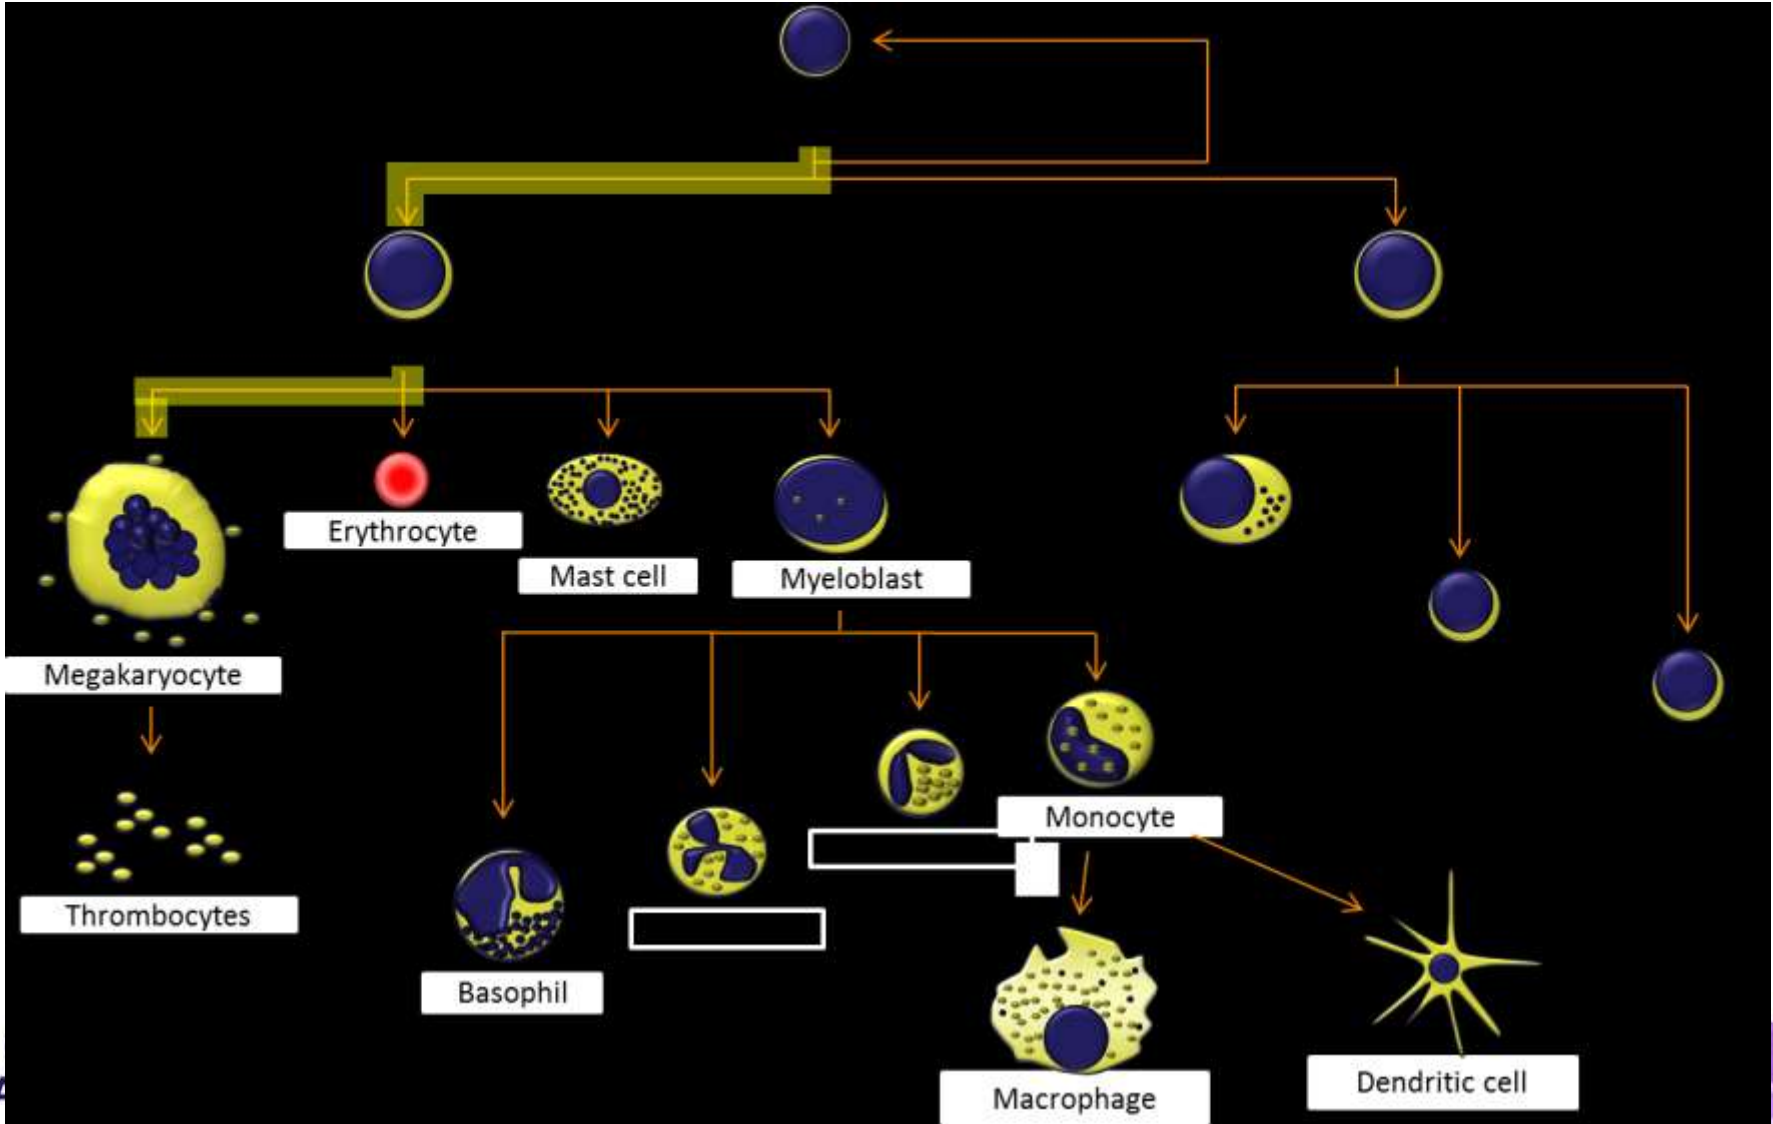 Erythrocyte
Mast cell
Myeloblast
Megakaryocyte
Monocyte
Thrombocytes
Basophil
Dendritic cell
Macrophage